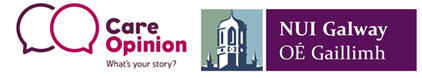 Care
Opinion
What's your story?
NUI Galway
OÉ Gaillimh